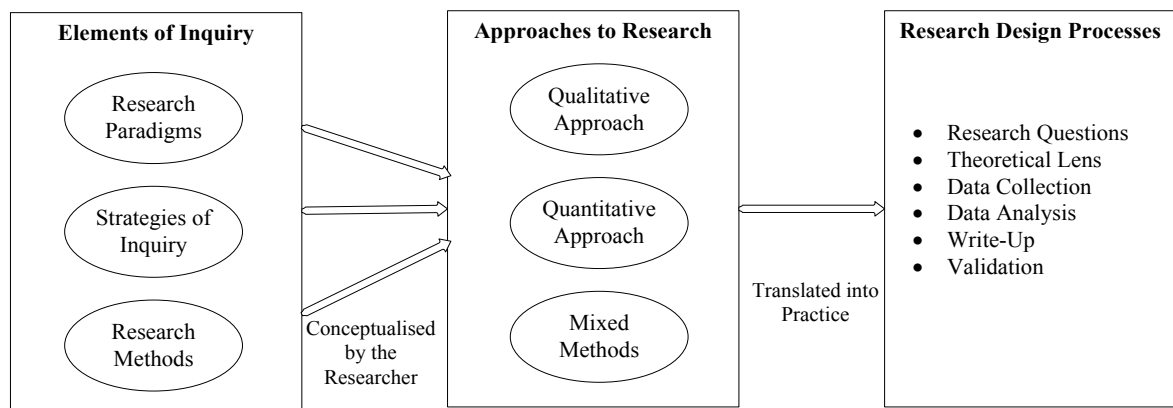 Elements of Inquiry
Research
Paradigms
Strategies of
Inquiry
Research
Methods
Conceptualised
by the
Researcher
Approaches to Research
Qualitative
Approach
Quantitative
Approach
Mixed
Methods
Translated into
Practice
Research Design Processes
• Research Questions
• Theoretical Lens
• Data Collection
• Data Analysis
• Write-Up
• Validation